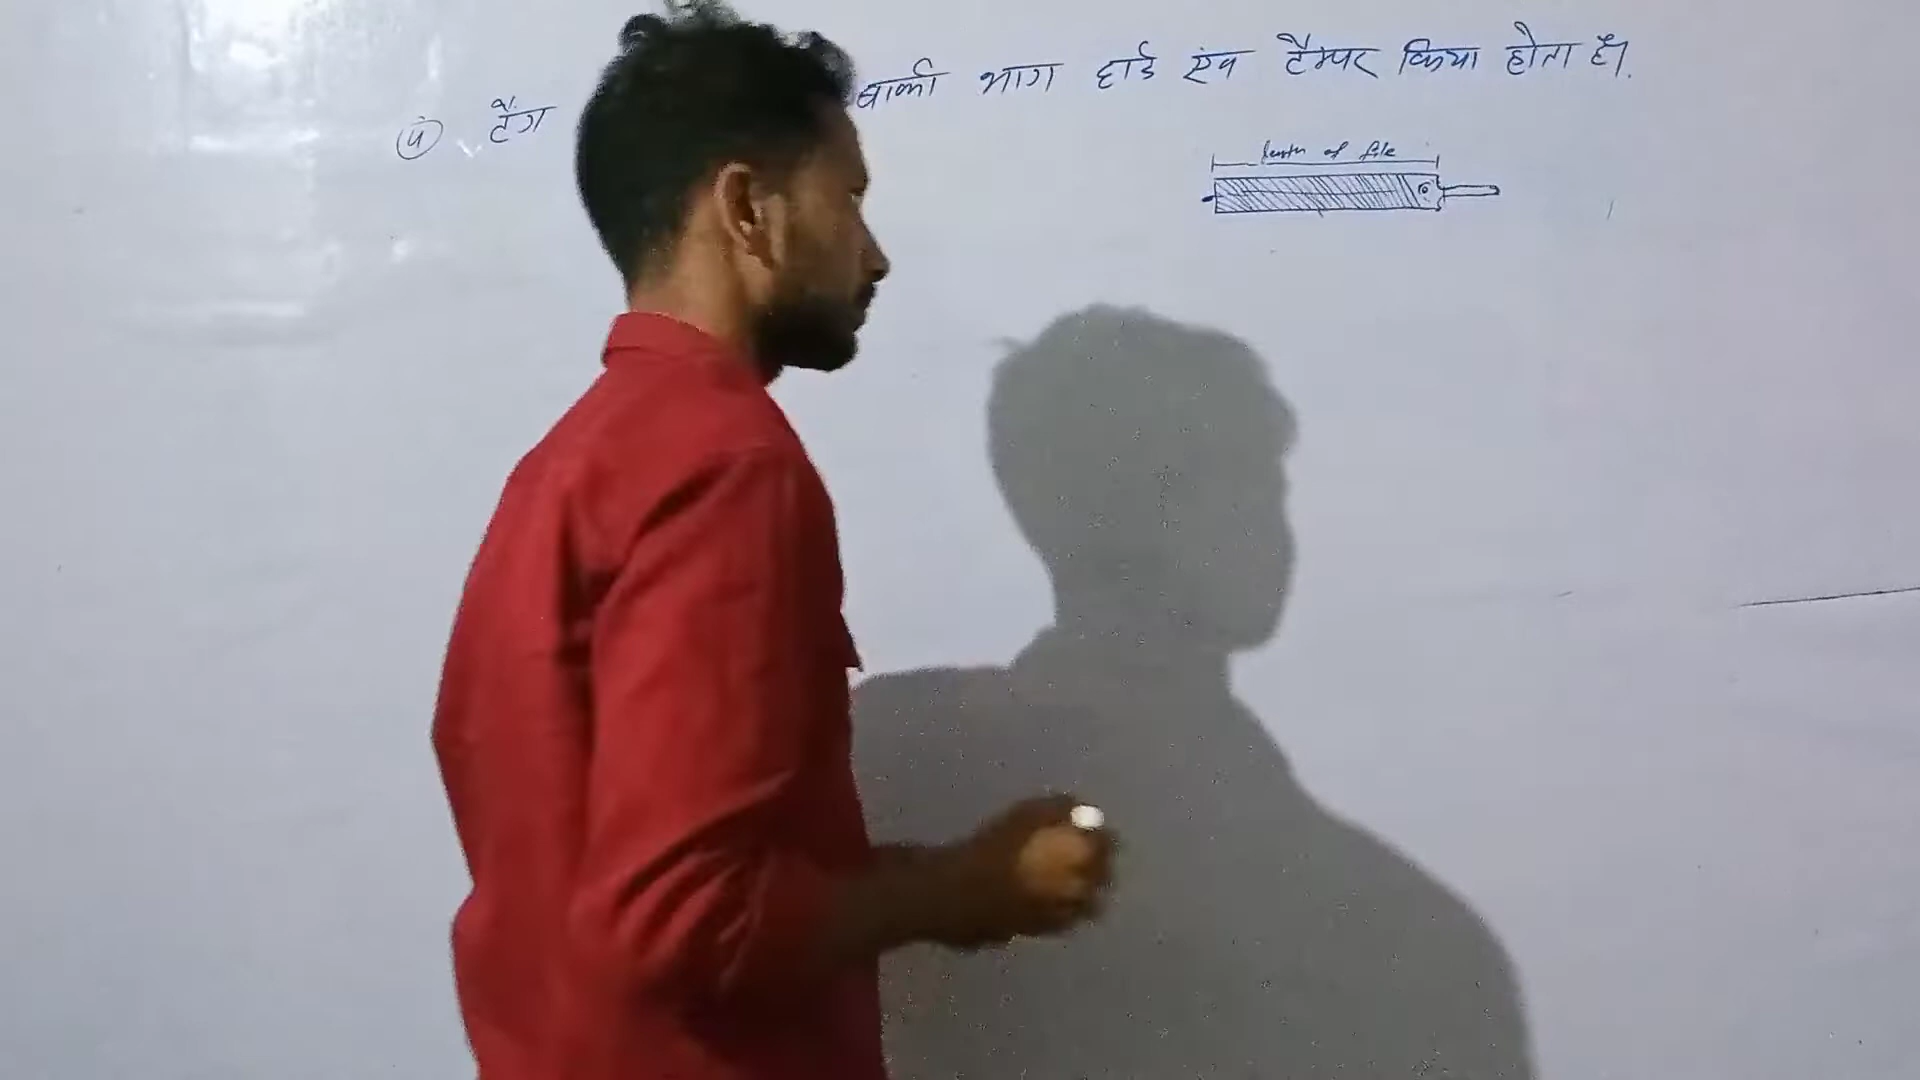 ④ टैंग बाकी भाग हार्ड एंव टैम्पर किया होता है।
length of file